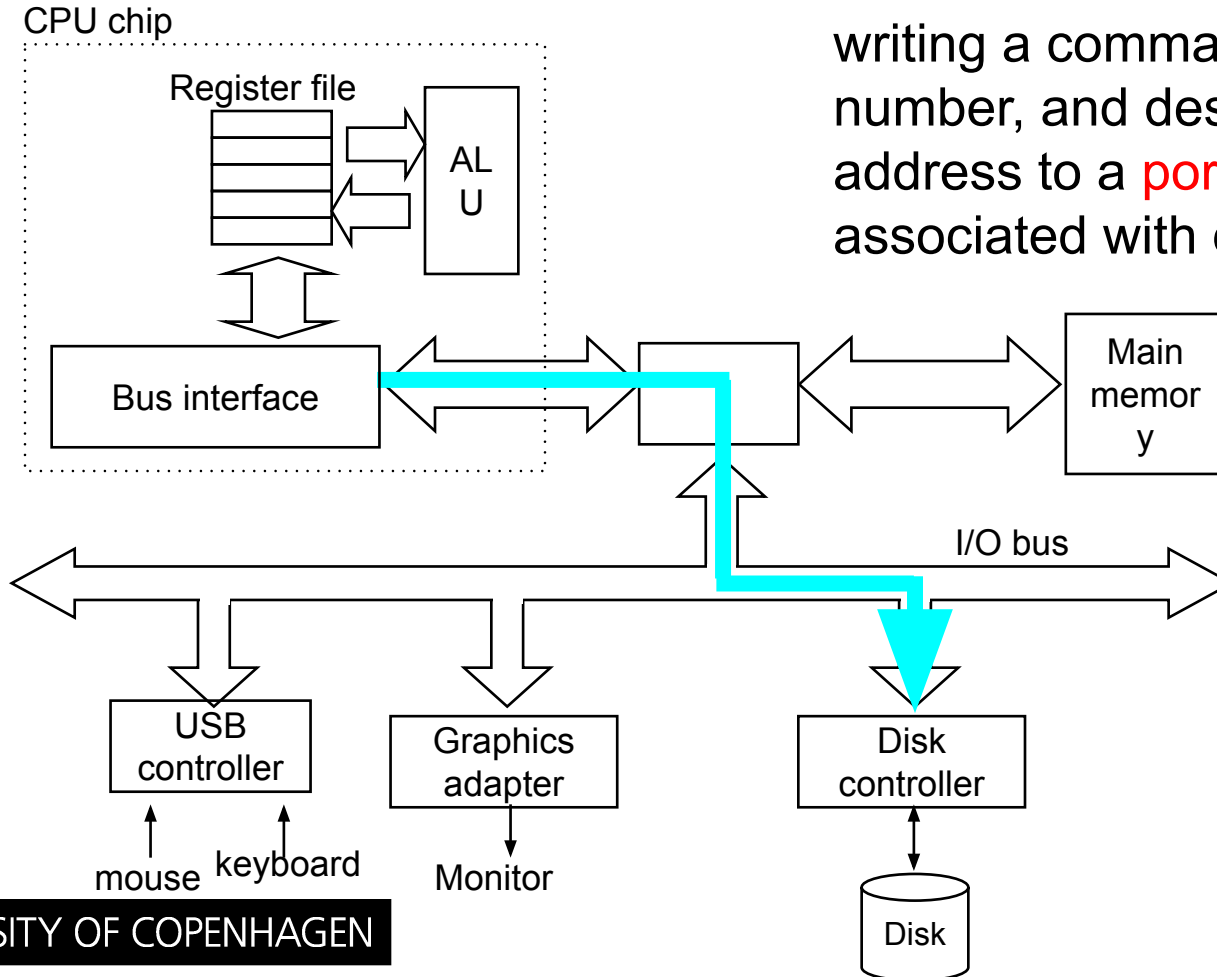 CPU chip
writing a comma
number, and des
address to a por
associated with
Register file
AL
U
Bus interface
Main
memor
y
I/O bus
USB
controller
Graphics
adapter
Disk
controller
mouse
keyboard
Monitor
Disk
SITY OF COPENHAGEN